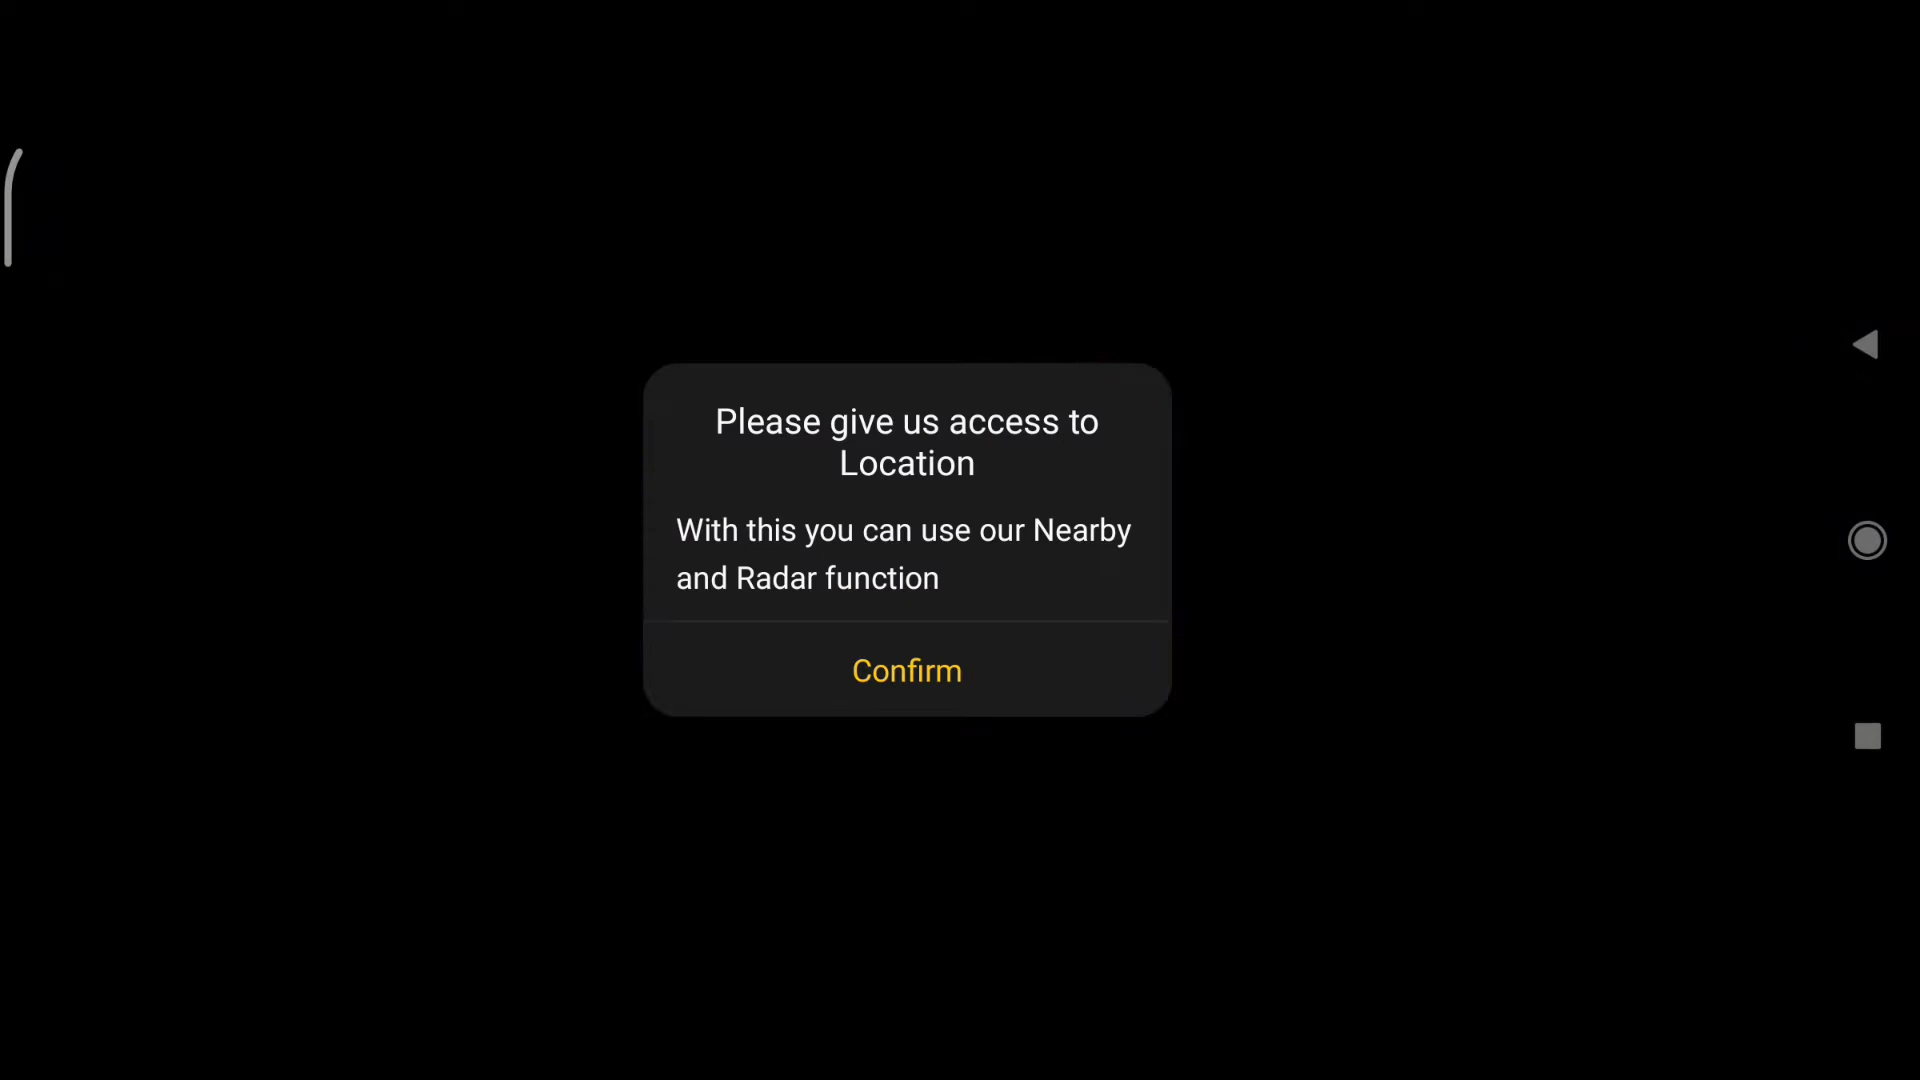 Please give us access to
Location
With this you can use our Nearby
and Radar function
Confirm